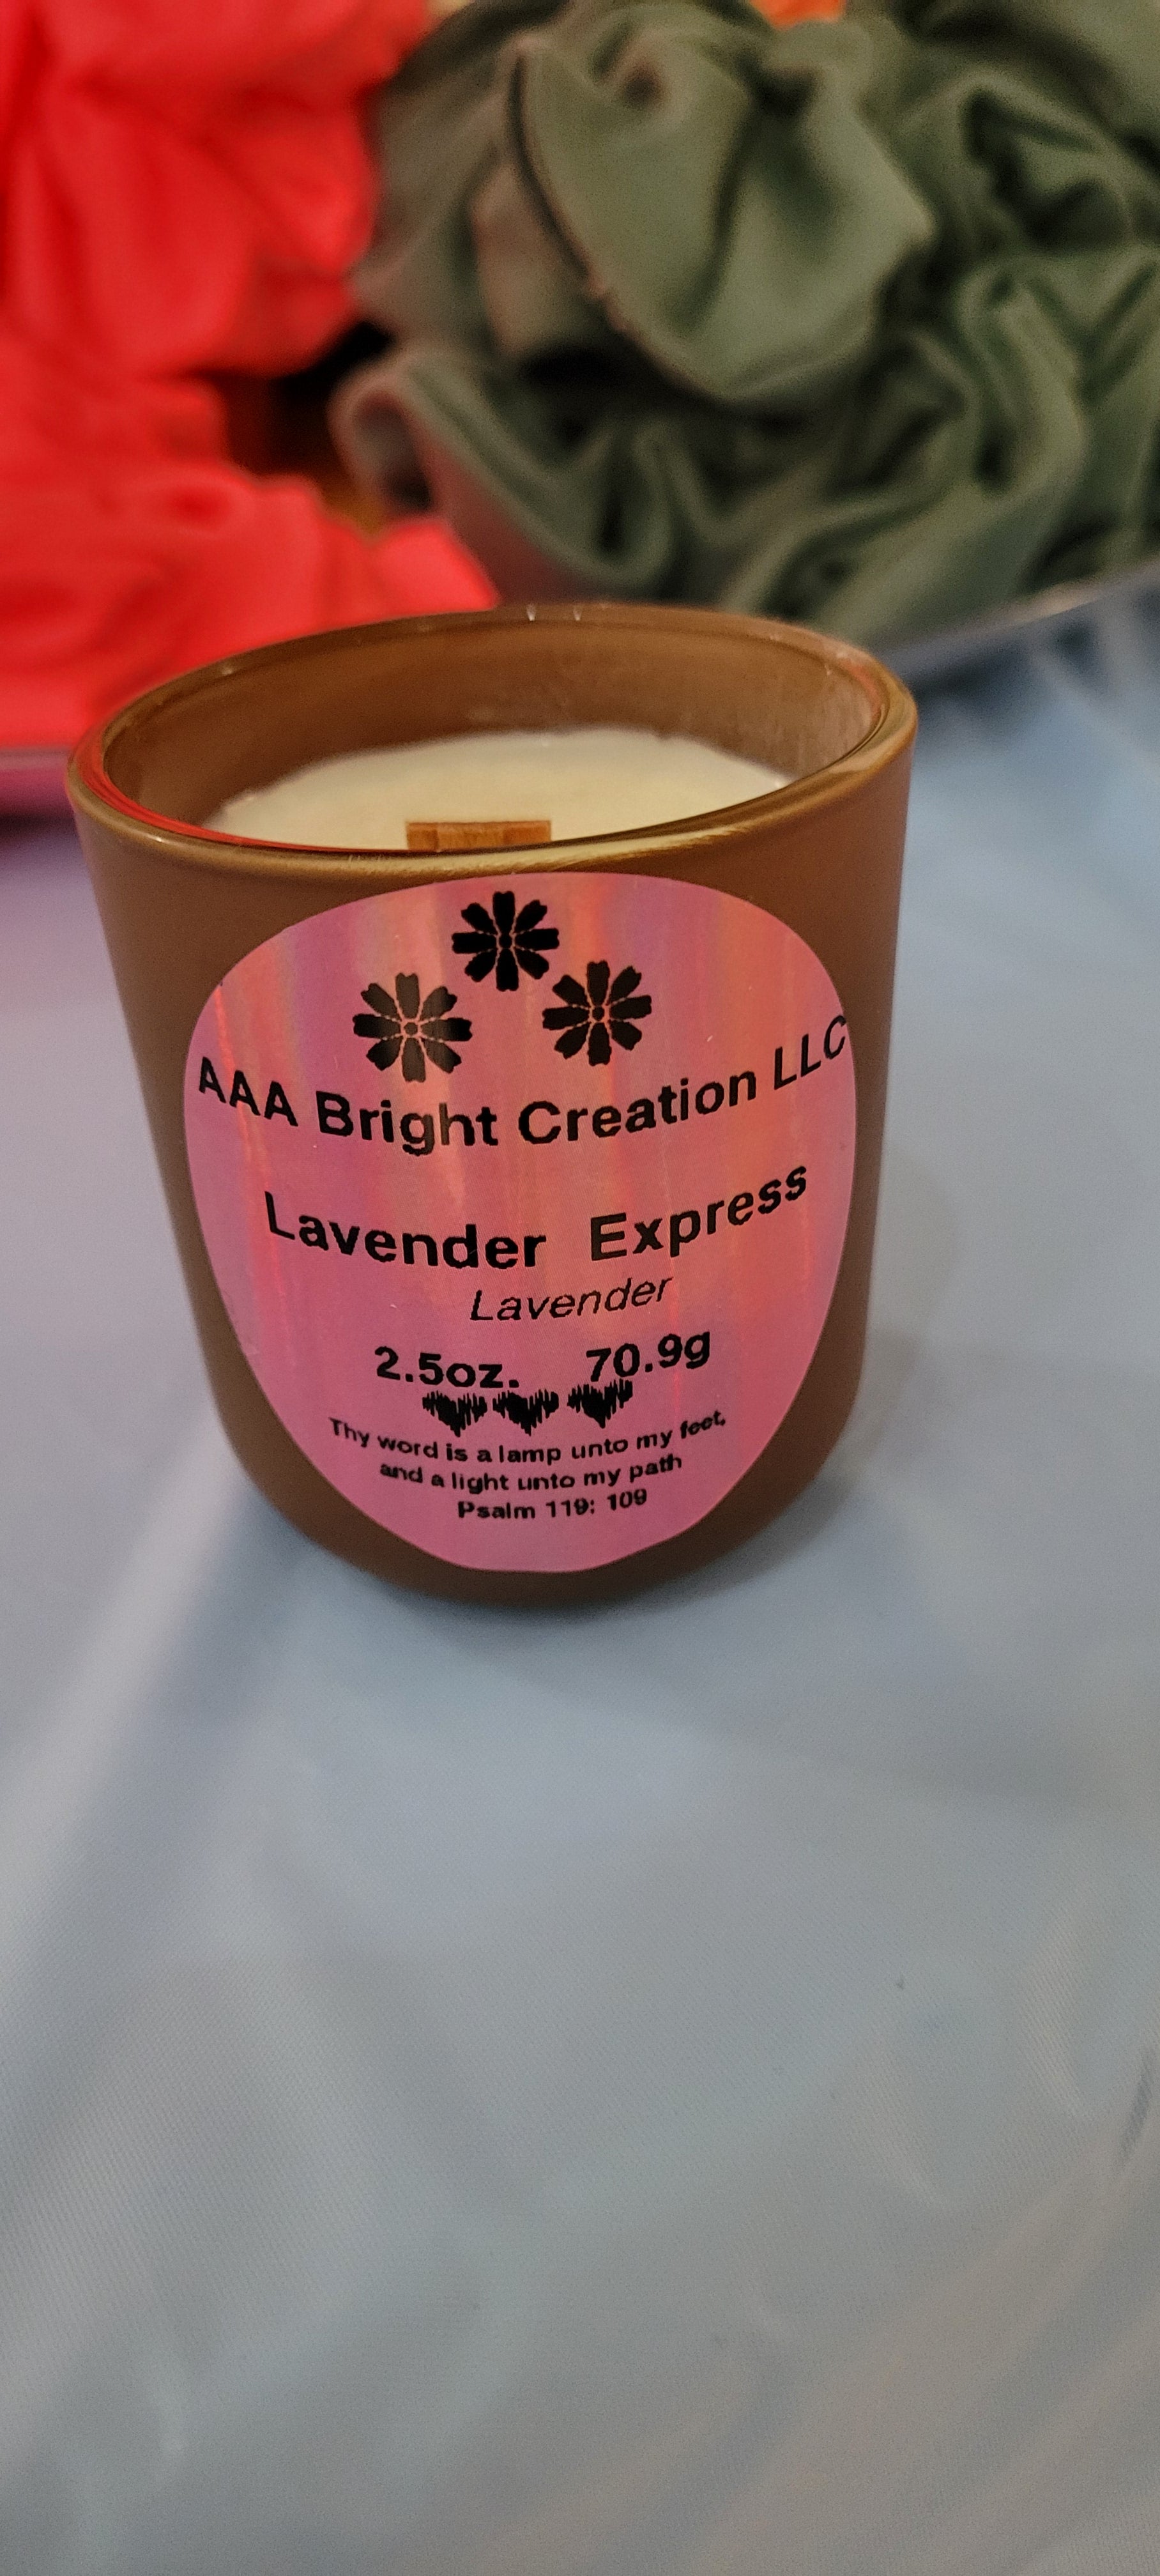 AAA Bright Creation LLC
Lavender Express
Lavender
2.5oz. 70.9g
Thy word is a lamp unto my feet,
and a light unto my path
Psalm 119: 109